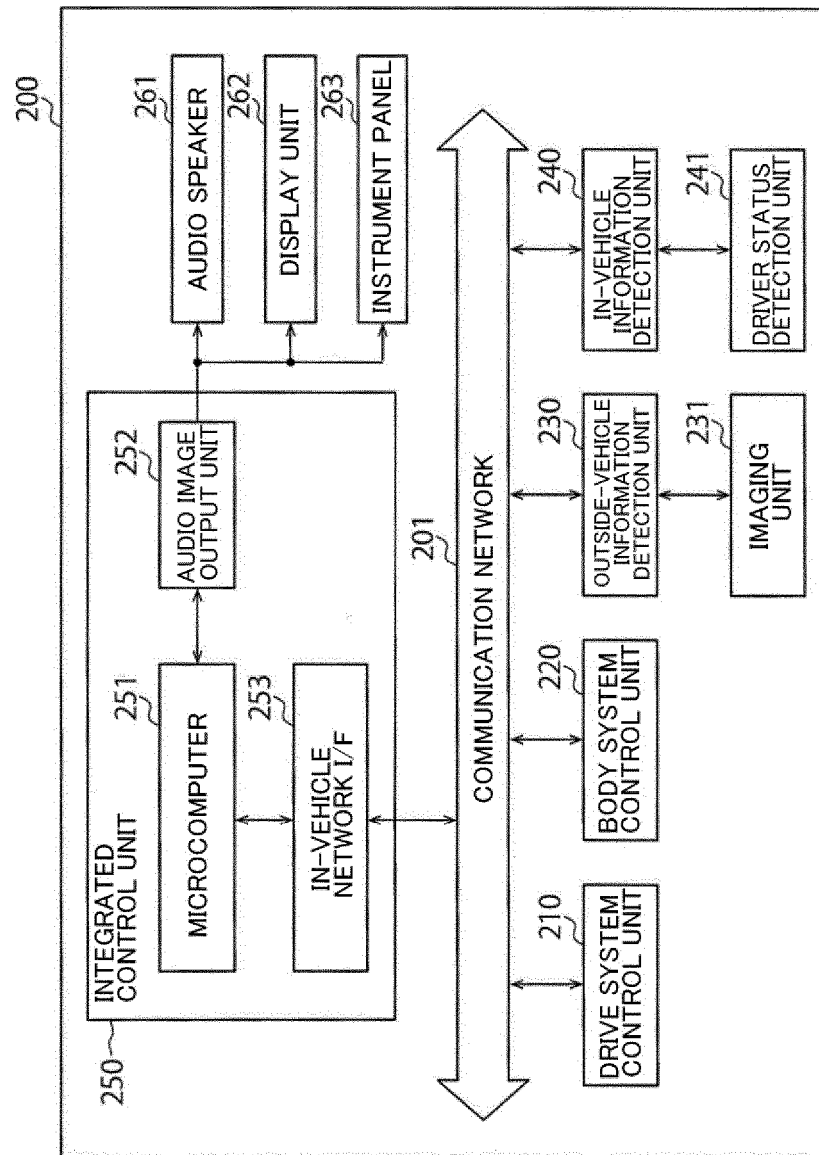 200
INTEGRATED
CONTROL UNIT
250
251
MICROCOMPUTER
252
AUDIO IMAGE
OUTPUT UNIT
253
IN-VEHICLE
NETWORK I/F
261
AUDIO SPEAKER
262
DISPLAY UNIT
263
INSTRUMENT PANEL
201
COMMUNICATION NETWORK
210
DRIVE SYSTEM
CONTROL UNIT
220
BODY SYSTEM
CONTROL UNIT
230
OUTSIDE-VEHICLE
INFORMATION
DETECTION UNIT
231
IMAGING
UNIT
240
IN-VEHICLE
INFORMATION
DETECTION UNIT
241
DRIVER STATUS
DETECTION UNIT